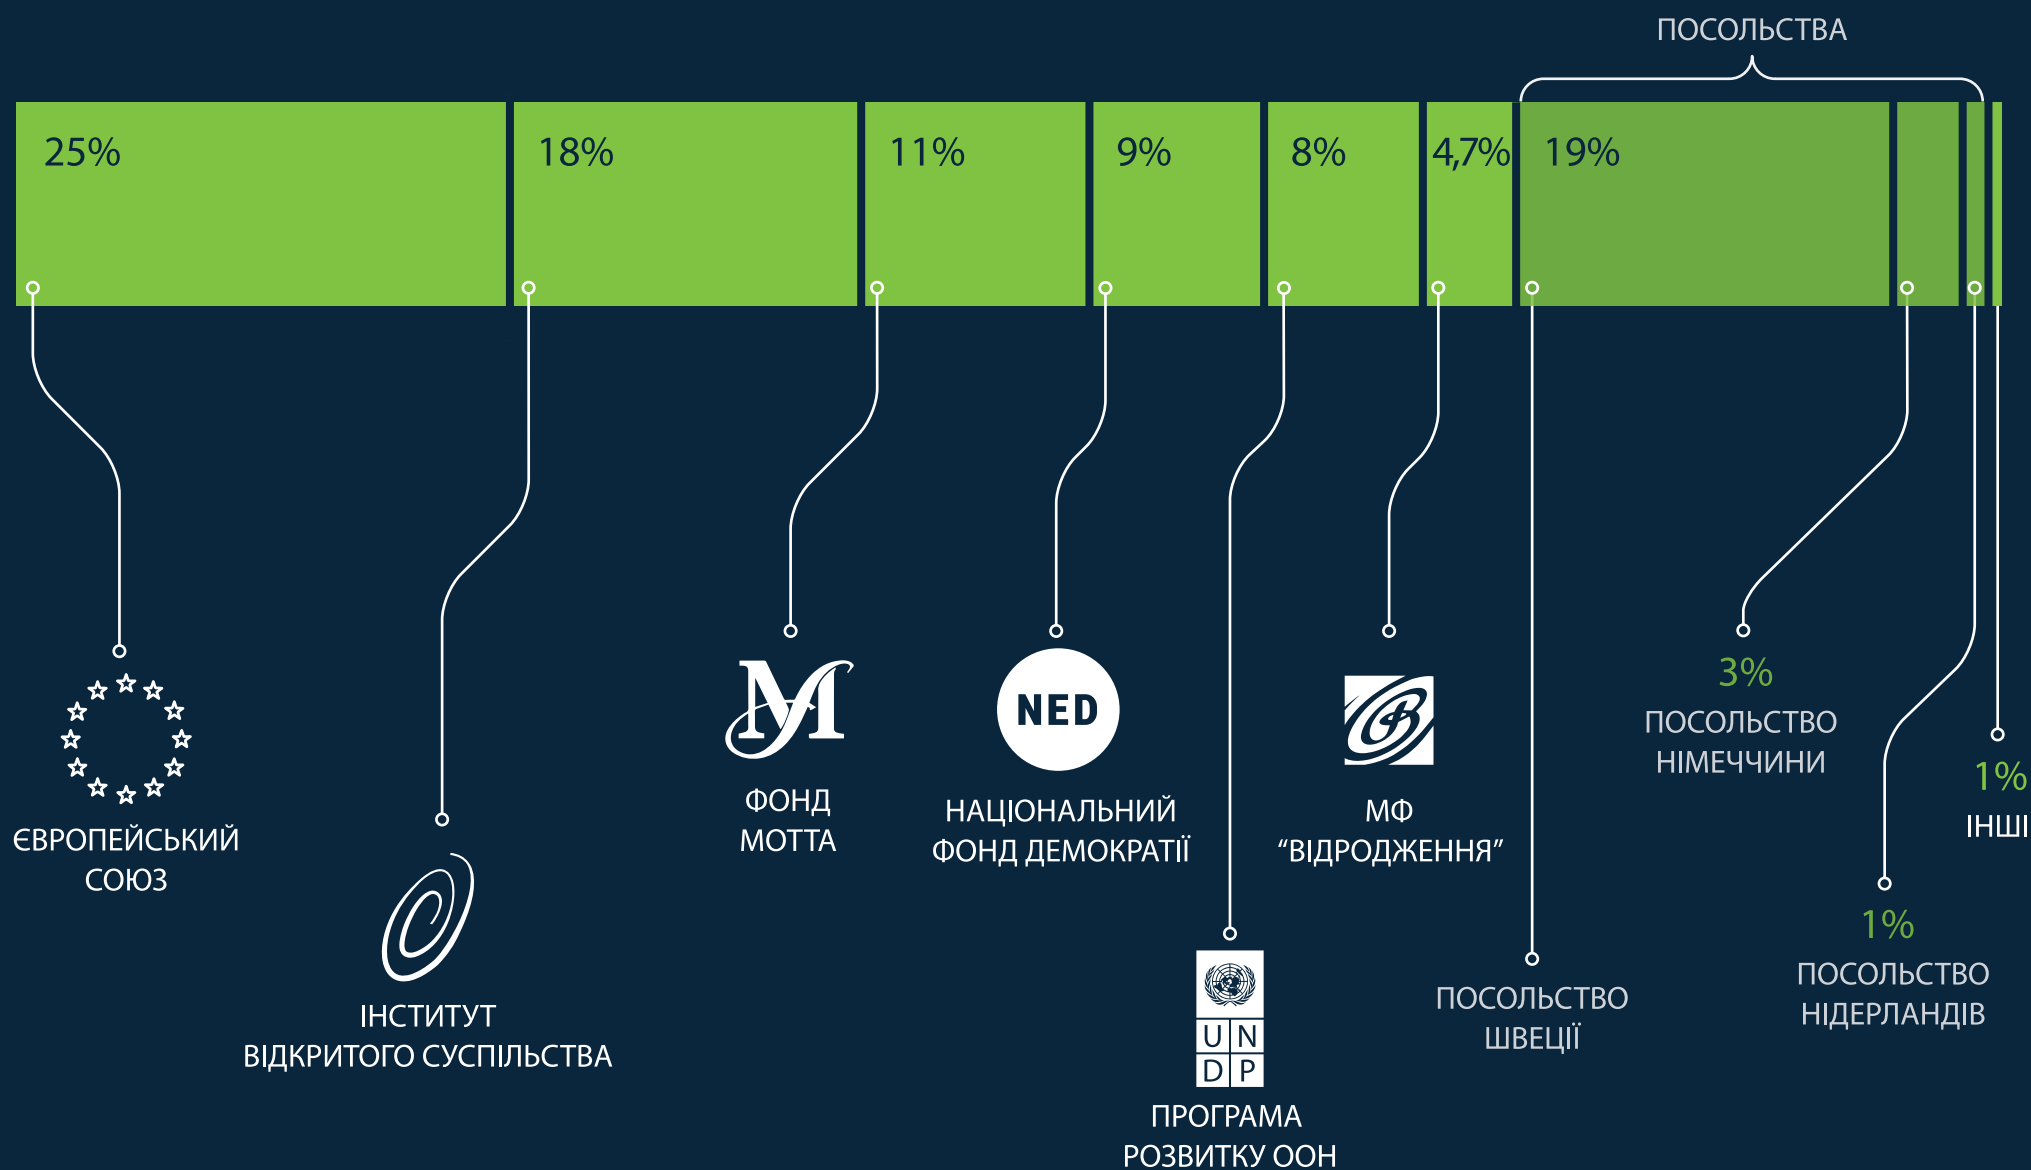 ПОСОЛЬСТВА
25%
18%
11%
9%
8%
4,7%
19%
ЄВРОПЕЙСЬКИЙ
СОЮЗ
ІНСТИТУТ
ВІДКРИТОГО СУСПІЛЬСТВА
ФОНД
МОТТА
NED
НАЦІОНАЛЬНИЙ
ФОНД ДЕМОКРАТІЇ
U N
D P
ПРОГРАМА
РОЗВИТКУ ООН
МФ
“ВІДРОДЖЕННЯ”
ПОСОЛЬСТВО
ШВЕЦІЇ
3%
ПОСОЛЬСТВО
НІМЕЧЧИНИ
1%
ПОСОЛЬСТВО
НІДЕРЛАНДІВ
1%
ІНШІ